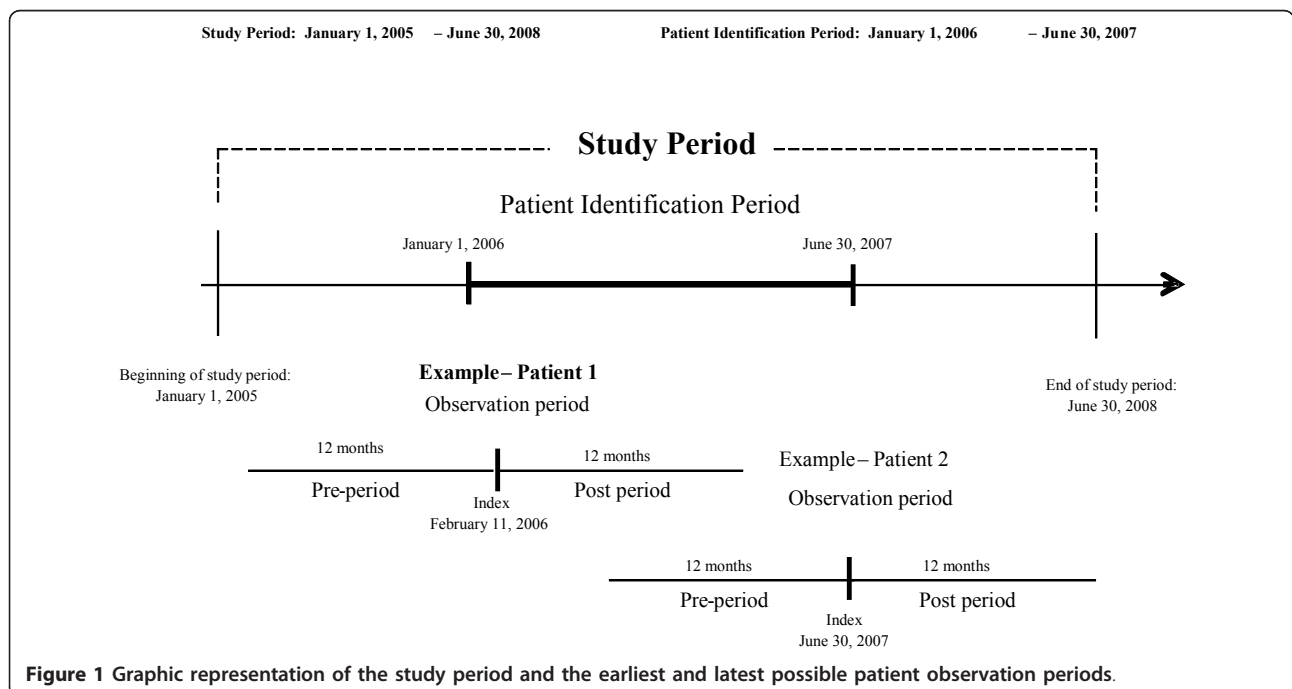 Study Period: January 1, 2005 – June 30, 2008 Patient Identification Period: January 1, 2006 – June 30, 2007
Study Period
Patient Identification Period
January 1, 2006 June 30, 2007
Beginning of study period:
January 1, 2005
Example– Patient 1
Observation period
End of study period:
June 30, 2008
12 months 12 months
Pre-period Post period
Index
February 11, 2006
Example– Patient 2
Observation period
12 months 12 months
Pre-period Post period
Index
June 30, 2007
Figure 1 Graphic representation of the study period and the earliest and latest possible patient observation periods.